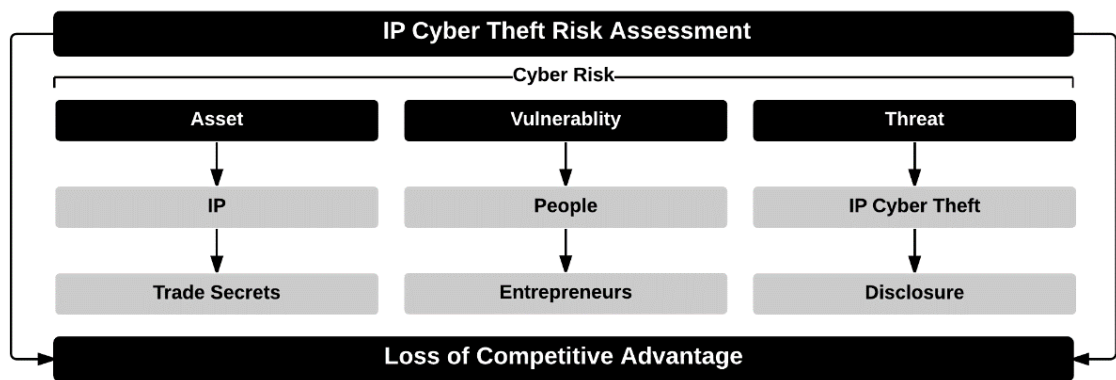 IP Cyber Theft Risk Assessment
Cyber Risk
Asset Vulnerablity Threat
IP People IP Cyber Theft
Trade Secrets Entrepreneurs Disclosure
Loss of Competitive Advantage